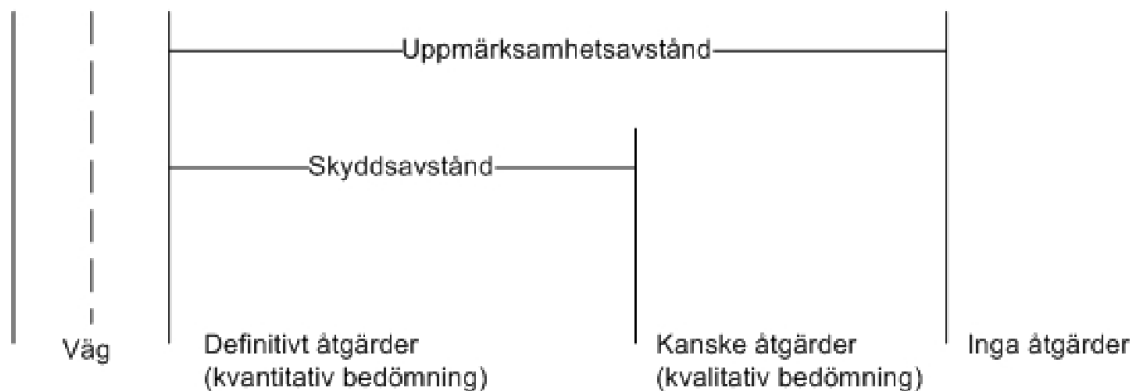 Uppmärksamhetsavstånd
Skyddsavstånd
Väg
Definitivt åtgärder
(kvantitativ bedömning)
Kanske åtgärder
(kvalitativ bedömning)
Inga åtgärder